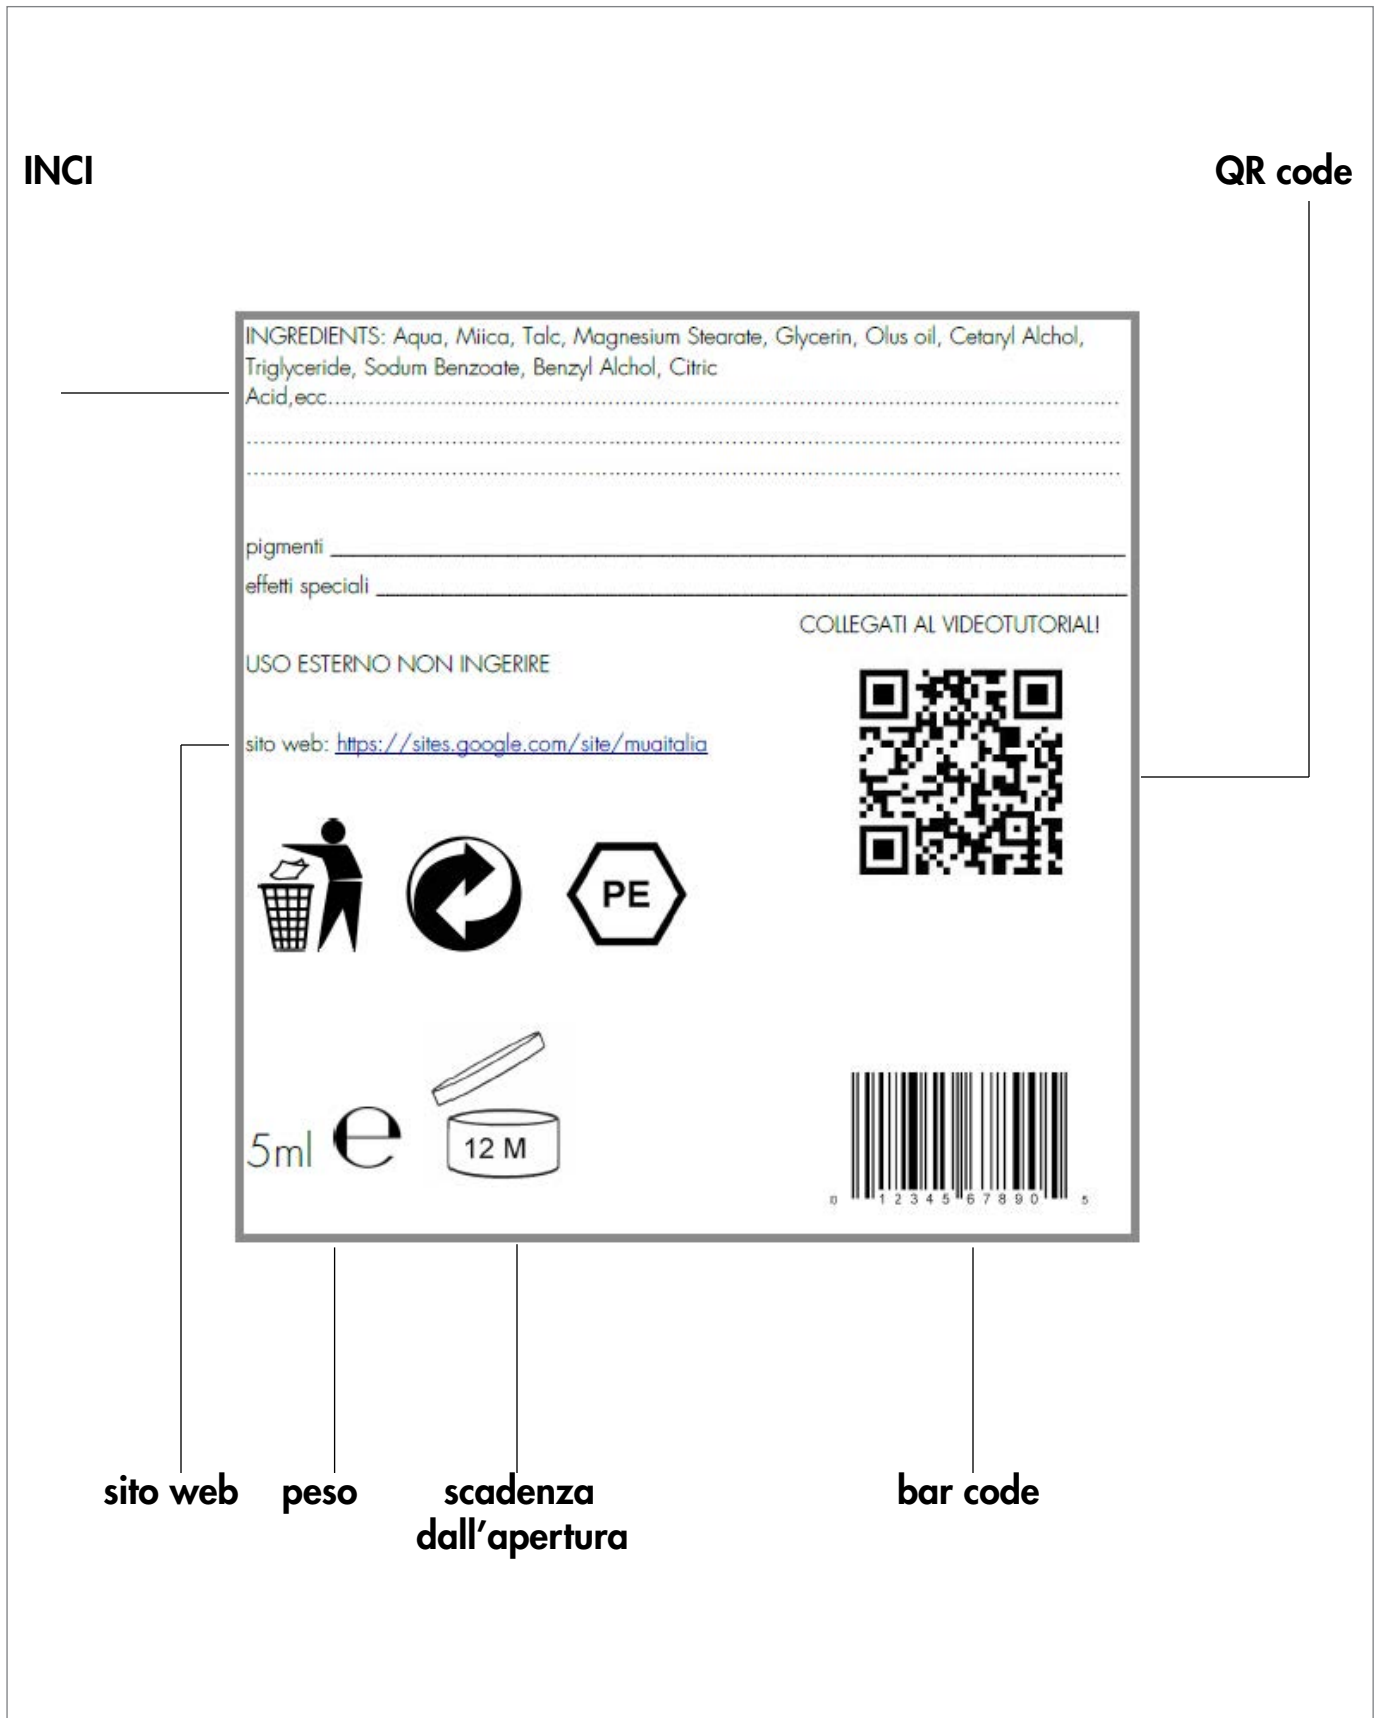 INCI
QR code
INGREDIENTS: Aqua, Miica, Talc, Magnesium Stearate, Glycerin, Olus oil, Cetaryl Alchol,
Triglyceride, Sodum Benzoate, Benzyl Alchol, Citric
Acid,ecc........................................................................................................................
....................................................................................................................................
....................................................................................................................................
pigmenti ___________________________________________
effetti speciali ________________________________________
COLLEGATI AL VIDEOTUTORIAL!
USO ESTERNO NON INGERIRE
sito web: https://sites.google.com/site/muaitalia
PE
5ml e
12 M
0 12345 67890 5
sito web
peso
scadenza
dall'apertura
bar code